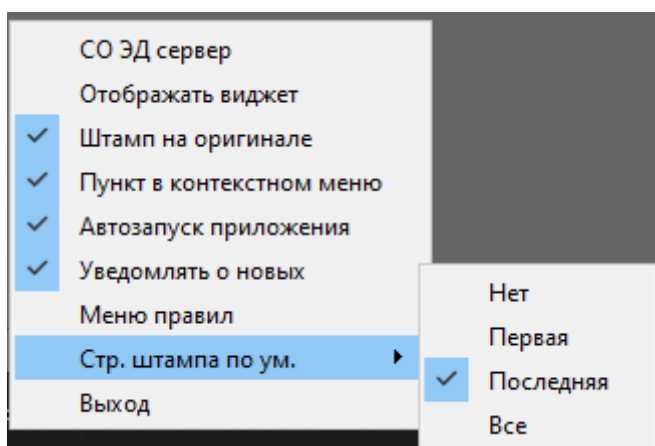 СО ЭД сервер
Отображать виджет
Штамп на оригинале
Пункт в контекстном меню
Автозапуск приложения
Уведомлять о новых
Меню правил
Стр. штампа по ум.
Выход
Нет
Первая
Последняя
Все